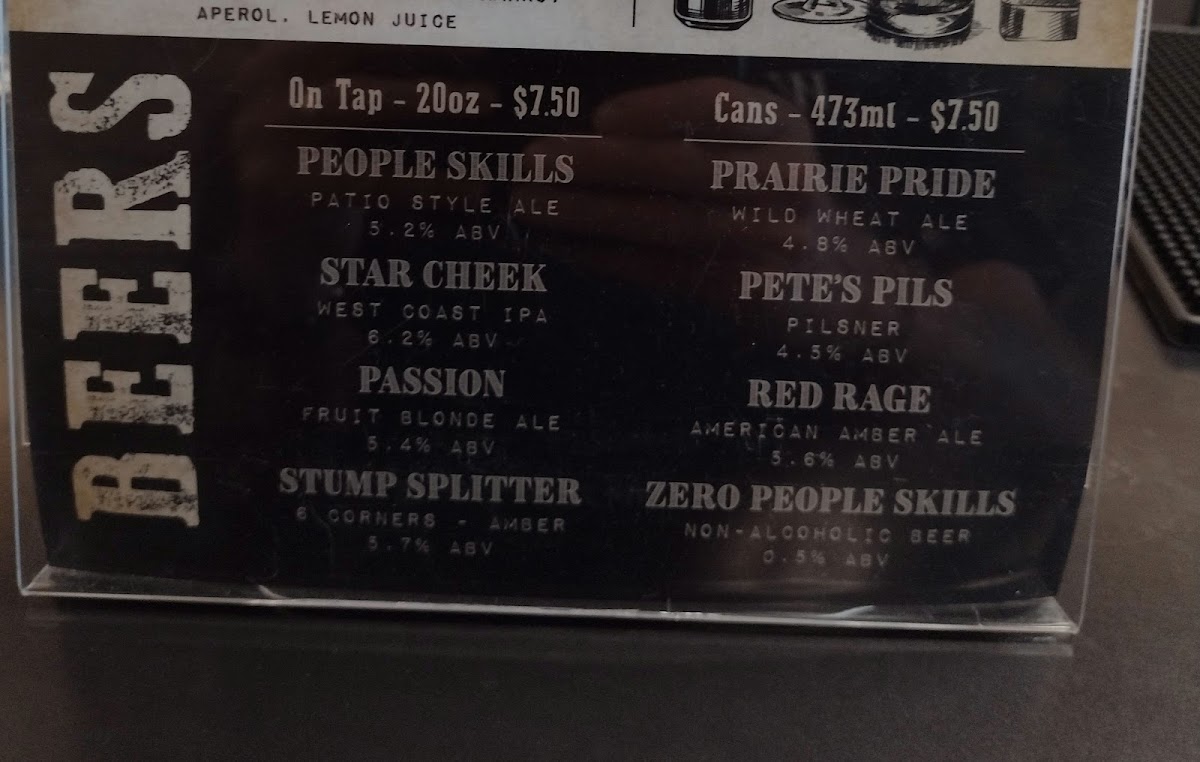 APEROL. LEMON JUICE
BEERS
On Tap - 20oz - $7.50
PEOPLE SKILLS
PATIO STYLE ALE
5.2% ABV
STAR CHEEK
WEST COAST IPA
6.2% ABV
PASSION
FRUIT BLONDE ALE
5.4% ABV
STUMP SPLITTER
6 CORNERS - AMBER
5.7% ABV
Cans - 473ml - $7.50
PRAIRIE PRIDE
WILD WHEAT ALE
4.8% ABV
PETE'S PILS
PILSNER
4.5% ABV
RED RAGE
AMERICAN AMBER ALE
5.6% ABV
ZERO PEOPLE SKILLS
NON-ALCOHOLIC BEER
0.5% ABV